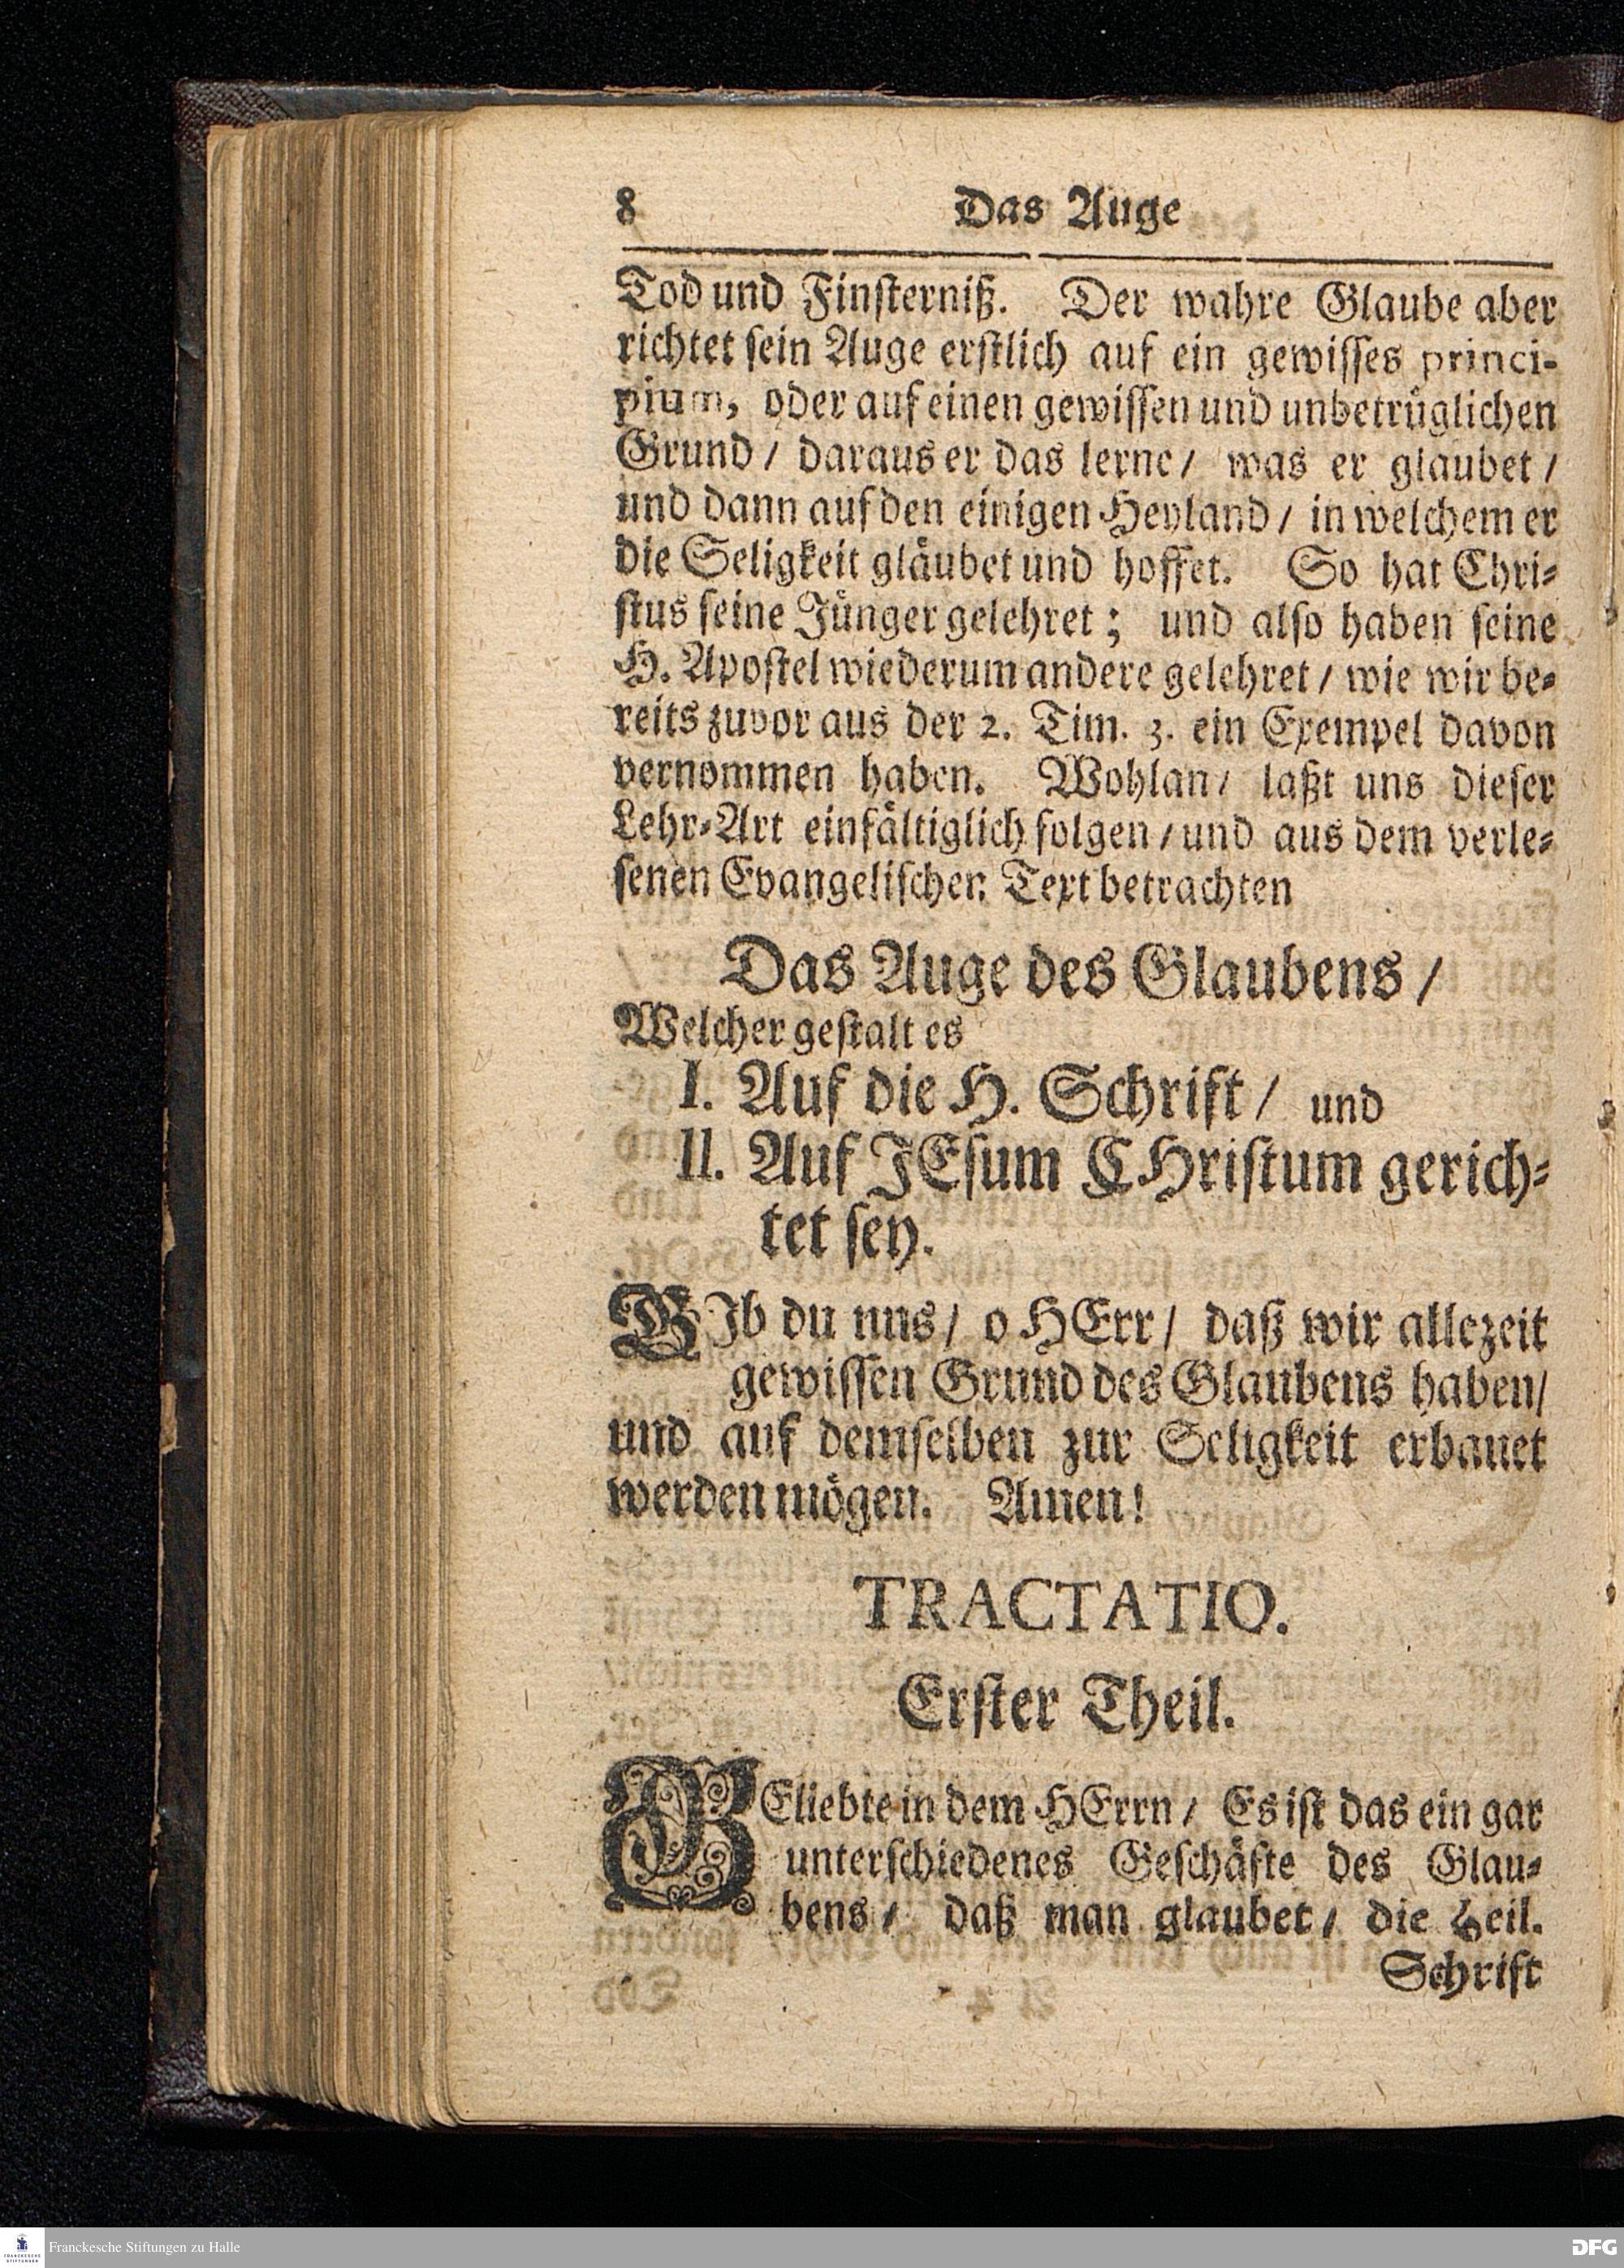 8 Das Auge
Tod und Finsterniß. Der wahre Glaube aber
richtet sein Auge erstlich auf ein gewisses princi-
pium, oder auf einen gewissen und unbetrüglichen
Grund / daraus er das lerne / was er glaubet /
und dann auf den einigen Heyland / in welchem er
die Seligkeit gläubet und hoffet. So hat Chri-
stus seine Jünger gelehret; und also haben seine
H. Apostel wiederum andere gelehret / wie wir be-
reits zuvor aus der 2. Tim. 3. ein Exempel davon
vernommen haben. Wohlan / laßt uns dieser
Lehr-Art einfältiglich folgen / und aus dem verle-
senen Evangelischen Text betrachten
Das Auge des Glaubens /
Welcher gestalt es
I. Auf die H. Schrift / und
II. Auf JEsum CHristum gerich-
tet sey.
GIb du uns / o HErr / daß wir allezeit
gewissen Grund des Glaubens haben /
und auf demselben zur Seligkeit erbauet
werden mögen. Amen!
TRACTATIO.
Erster Theil.
GEliebte in dem HErrn / Es ist das ein gar
unterschiedenes Geschäfte des Glau-
bens / daß man glaubet / die Heil.
Schrift
FRANCKESCHE STIFTUNGEN
Franckesche Stiftungen zu Halle
DFG